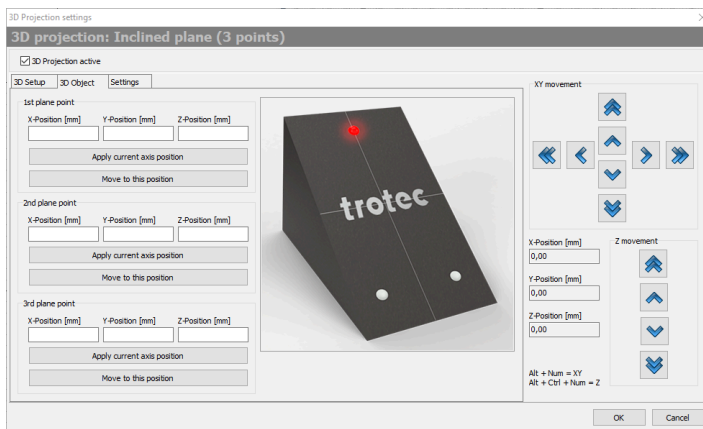 3D Projection settings
3D projection: Inclined plane (3 points)
3D Projection active
3D Setup 3D Object Settings
1st plane point
X-Position [mm] Y-Position [mm] Z-Position [mm]
Apply current axis position
Move to this position
2nd plane point
X-Position [mm] Y-Position [mm] Z-Position [mm]
Apply current axis position
Move to this position
3rd plane point
X-Position [mm] Y-Position [mm] Z-Position [mm]
Apply current axis position
Move to this position
trotec
XY movement
X-Position [mm]
0,00
Y-Position [mm]
0,00
Z-Position [mm]
0,00
Z movement
Alt + Num = XY
Alt + Ctrl + Num = Z
OK Cancel